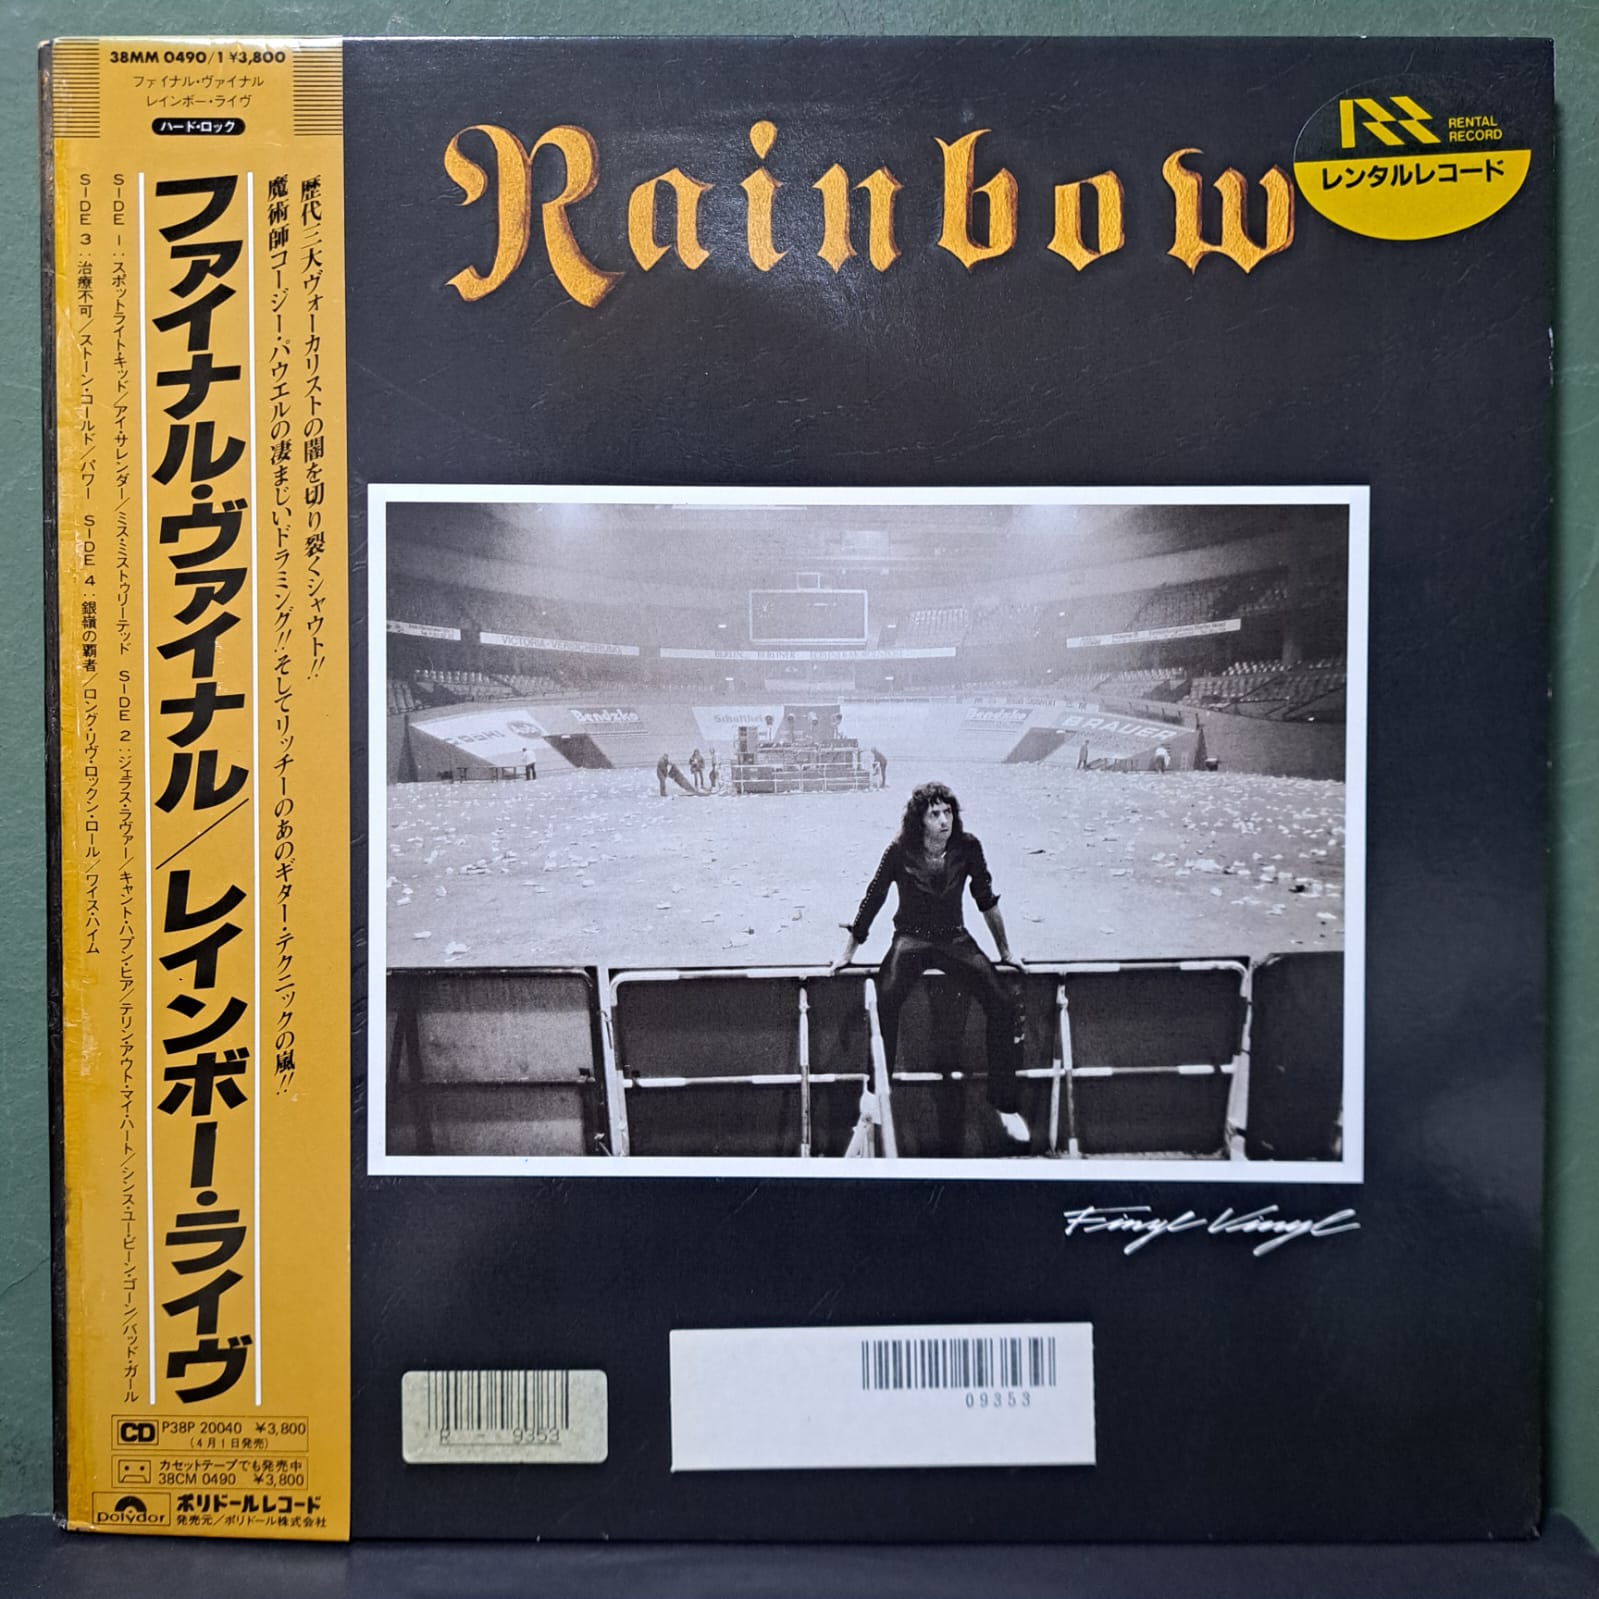 38MM 0490/1 ¥3,800
ファイナル・ヴァイナル
レインボー・ライヴ
ハード・ロック
歴代三大ヴォーカリストの闇を切り裂くシャウト!!
魔術師コージー・パウエルの凄まじいドラミング!!そしてリッチーのあのギター・テクニックの嵐!!
ファイナル・ヴァイナル/レインボー・ライヴ
SIDE 1:スポットライト・キッド/アイ・サレンダー/ミス・ミストゥリーテッド SIDE 2:ジェラス・ラヴァー/キャント・ハプン・ヒア/テリン・アウト・マイ・ハート/シンス・ユー・ビーン・ゴーン/バッド・ガール
SIDE 3:治療不可/ストーン・コールド/パワー SIDE 4:銀嶺の覇者/ロング・リヴ・ロックン・ロール/ワイズ・ハイム
CD P38P 20040 ¥3,800
(4月1日発売)
カセットテープでも発売中
38CM 0490 ¥3,800
polydor
ポリドールレコード
発売元/ポリドール株式会社
Rainbow
RENTAL
RECORD
レンタルレコード
VICTORIA-VERSICHERUNG
Bendzko
Schultheiss
Bendzko
BRAUER
Finyl Vinyl
R - 9353
09353